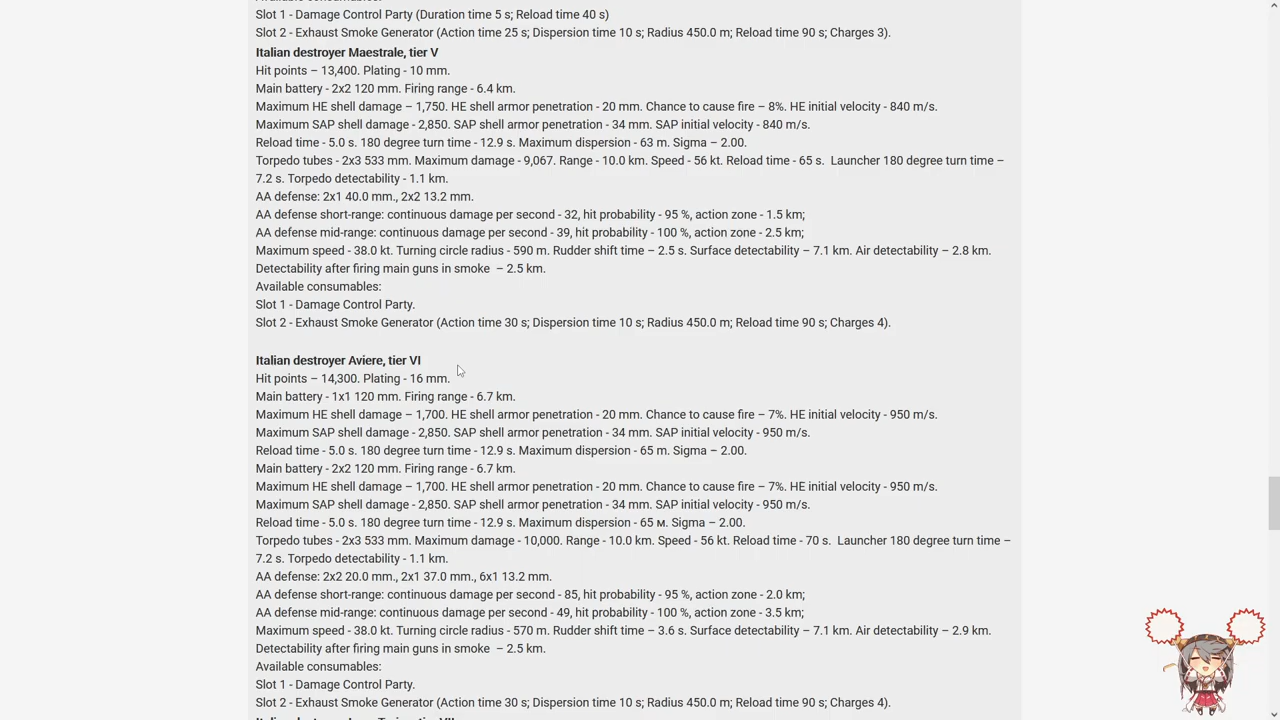 Slot 1 - Damage Control Party (Duration time 5 s; Reload time 40 s)
Slot 2 - Exhaust Smoke Generator (Action time 25 s; Dispersion time 10 s; Radius 450.0 m; Reload time 90 s; Charges 3).
Italian destroyer Maestrale, tier V
Hit points – 13,400. Plating - 10 mm.
Main battery - 2x2 120 mm. Firing range - 6.4 km.
Maximum HE shell damage – 1,750. HE shell armor penetration - 20 mm. Chance to cause fire – 8%. HE initial velocity - 840 m/s.
Maximum SAP shell damage - 2,850. SAP shell armor penetration - 34 mm. SAP initial velocity - 840 m/s.
Reload time - 5.0 s. 180 degree turn time - 12.9 s. Maximum dispersion - 63 m. Sigma – 2.00.
Torpedo tubes - 2x3 533 mm. Maximum damage - 9,067. Range - 10.0 km. Speed - 56 kt. Reload time - 65 s.  Launcher 180 degree turn time –
7.2 s. Torpedo detectability - 1.1 km.
AA defense: 2x1 40.0 mm., 2x2 13.2 mm.
AA defense short-range: continuous damage per second - 32, hit probability - 95 %, action zone - 1.5 km;
AA defense mid-range: continuous damage per second - 39, hit probability - 100 %, action zone - 2.5 km;
Maximum speed - 38.0 kt. Turning circle radius - 590 m. Rudder shift time – 2.5 s. Surface detectability – 7.1 km. Air detectability – 2.8 km.
Detectability after firing main guns in smoke  – 2.5 km.
Available consumables:
Slot 1 - Damage Control Party.
Slot 2 - Exhaust Smoke Generator (Action time 30 s; Dispersion time 10 s; Radius 450.0 m; Reload time 90 s; Charges 4).
Italian destroyer Aviere, tier VI
Hit points – 14,300. Plating - 16 mm.
Main battery - 1x1 120 mm. Firing range - 6.7 km.
Maximum HE shell damage – 1,700. HE shell armor penetration - 20 mm. Chance to cause fire – 7%. HE initial velocity - 950 m/s.
Maximum SAP shell damage - 2,850. SAP shell armor penetration - 34 mm. SAP initial velocity - 950 m/s.
Reload time - 5.0 s. 180 degree turn time - 12.9 s. Maximum dispersion - 65 m. Sigma – 2.00.
Main battery - 2x2 120 mm. Firing range - 6.7 km.
Maximum HE shell damage – 1,700. HE shell armor penetration - 20 mm. Chance to cause fire – 7%. HE initial velocity - 950 m/s.
Maximum SAP shell damage - 2,850. SAP shell armor penetration - 34 mm. SAP initial velocity - 950 m/s.
Reload time - 5.0 s. 180 degree turn time - 12.9 s. Maximum dispersion - 65 м. Sigma – 2.00.
Torpedo tubes - 2x3 533 mm. Maximum damage - 10,000. Range - 10.0 km. Speed - 56 kt. Reload time - 70 s.  Launcher 180 degree turn time –
7.2 s. Torpedo detectability - 1.1 km.
AA defense: 2x2 20.0 mm., 2x1 37.0 mm., 6x1 13.2 mm.
AA defense short-range: continuous damage per second - 85, hit probability - 95 %, action zone - 2.0 km;
AA defense mid-range: continuous damage per second - 49, hit probability - 100 %, action zone - 3.5 km;
Maximum speed - 38.0 kt. Turning circle radius - 570 m. Rudder shift time – 3.6 s. Surface detectability – 7.1 km. Air detectability – 2.9 km.
Detectability after firing main guns in smoke  – 2.5 km.
Available consumables:
Slot 1 - Damage Control Party.
Slot 2 - Exhaust Smoke Generator (Action time 30 s; Dispersion time 10 s; Radius 450.0 m; Reload time 90 s; Charges 4).